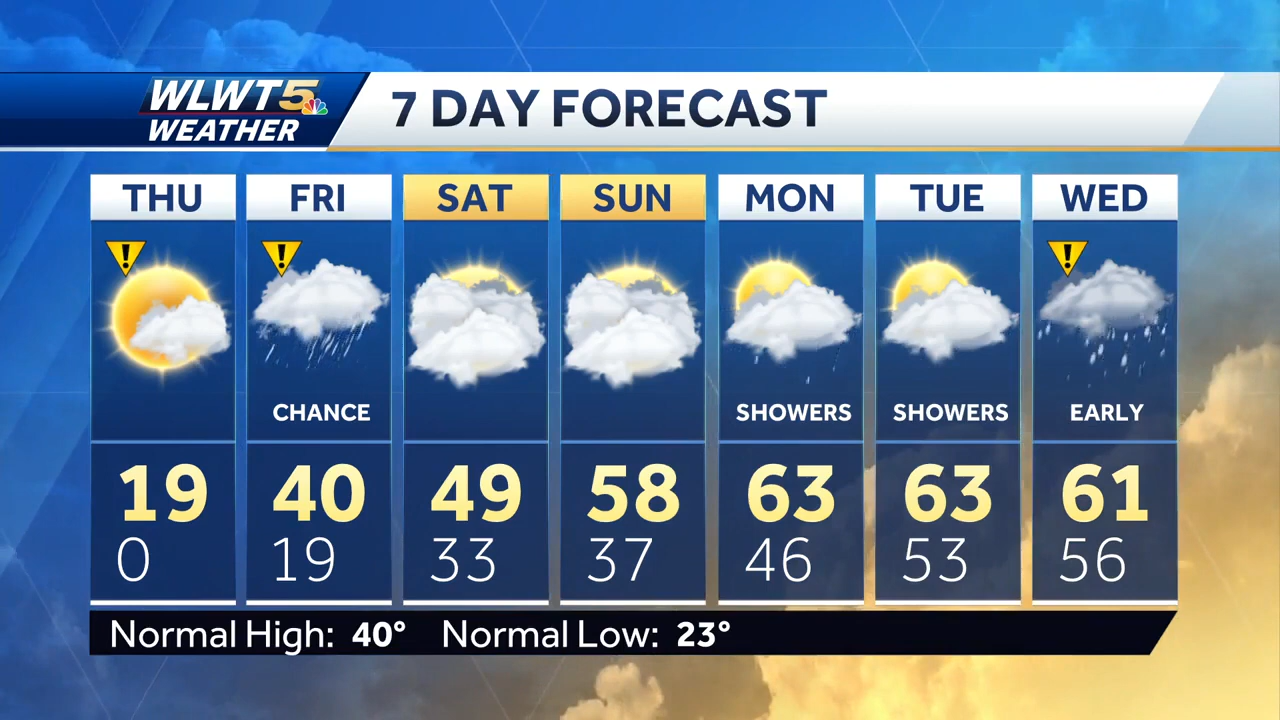 WLWT5
WEATHER
7 DAY FORECAST
THU FRI SAT SUN MON TUE WED
! ! !
CHANCE SHOWERS SHOWERS EARLY
19 40 49 58 63 63 61
0 19 33 37 46 53 56
Normal High: 40° Normal Low: 23°